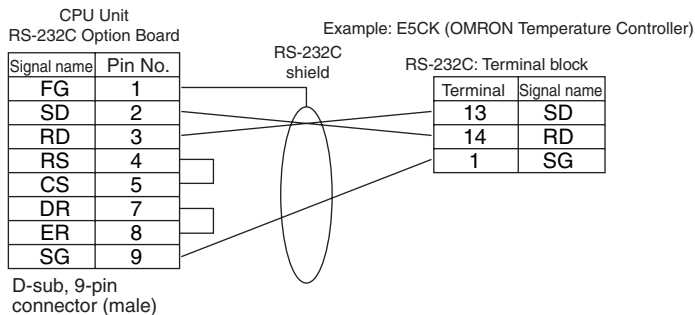 CPU Unit
RS-232C Option Board
Example: E5CK (OMRON Temperature Controller)
RS-232C
shield
RS-232C: Terminal block
Signal name Pin No.
FG 1
SD 2
RD 3
RS 4
CS 5
DR 7
ER 8
SG 9
Terminal Signal name
13 SD
14 RD
1 SG
D-sub, 9-pin
connector (male)